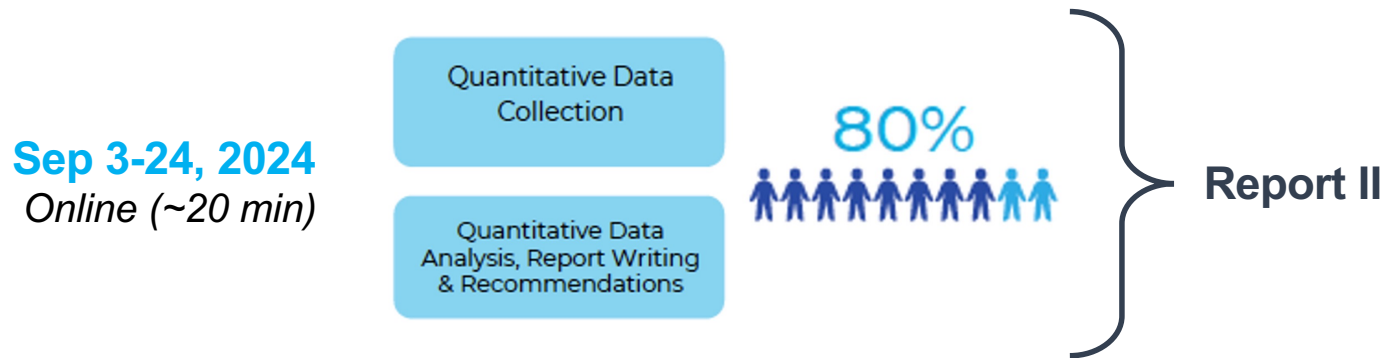 Sep 3-24, 2024
Online (~20 min)
Quantitative Data
Collection
Quantitative Data
Analysis, Report Writing
& Recommendations
80%
Report II